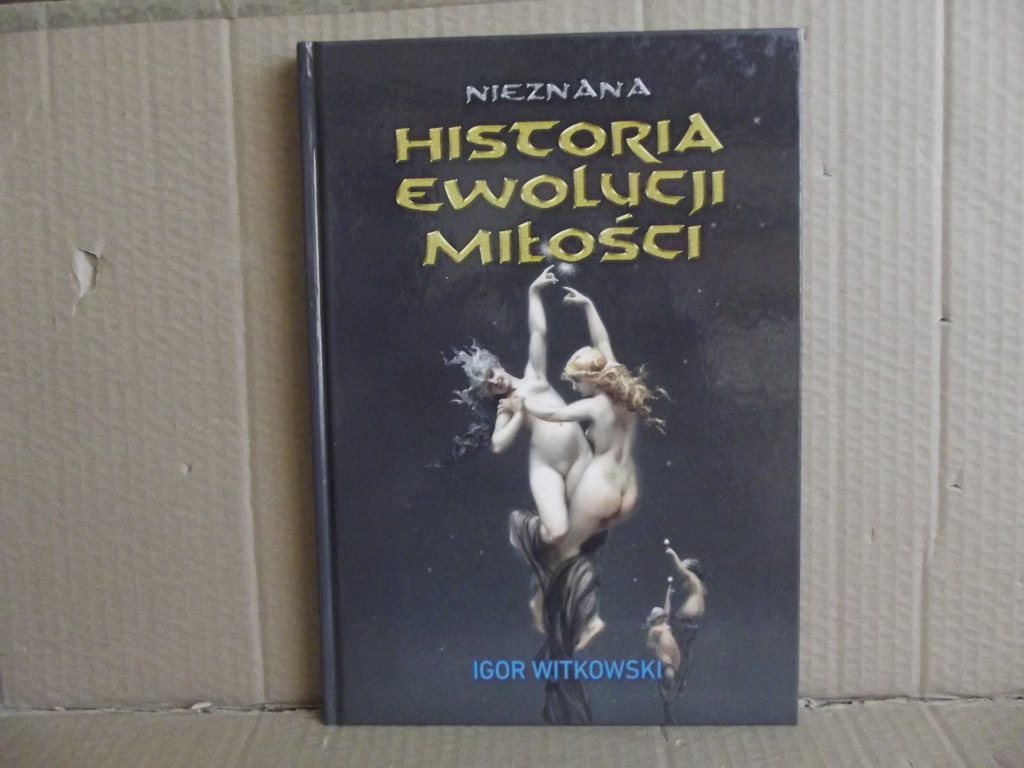 NIEZNANA
HISTORIA
EWOLUCJI
MIŁOŚCI
IGOR WITKOWSKI